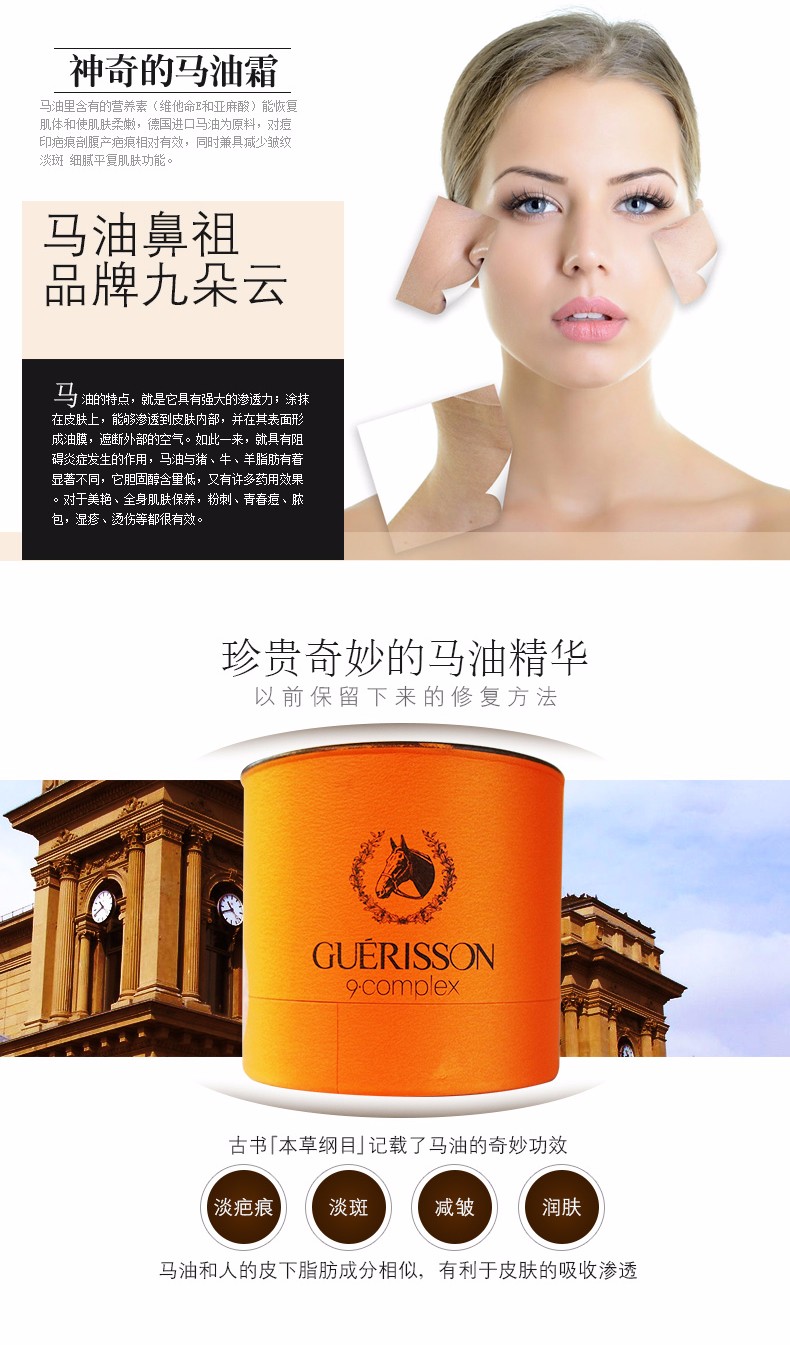 神奇的马油霜
马油里含有的营养素（维他命E和亚麻酸）能恢复
肌体和使肌肤柔嫩，德国进口马油为原料，对痘
印疤痕剖腹产疤痕相对有效，同时兼具减少皱纹
淡斑 细腻平复肌肤功能。
马油鼻祖
品牌九朵云
马油的特点，就是它具有强大的渗透力；涂抹
在皮肤上，能够渗透到皮肤内部，并在其表面形
成油膜，遮断外部的空气。如此一来，就具有阻
碍炎症发生的作用，马油与猪、牛、羊脂肪有着
显著不同，它胆固醇含量低，又有许多药用效果
。对于美艳、全身肌肤保养，粉刺、青春痘、脓
包，湿疹、烫伤等都很有效。
珍贵奇妙的马油精华
以前保留下来的修复方法
GUÉRISSON
9·complex
古书「本草纲目」记载了马油的奇妙功效
淡疤痕
淡斑
减皱
润肤
马油和人的皮下脂肪成分相似，有利于皮肤的吸收渗透